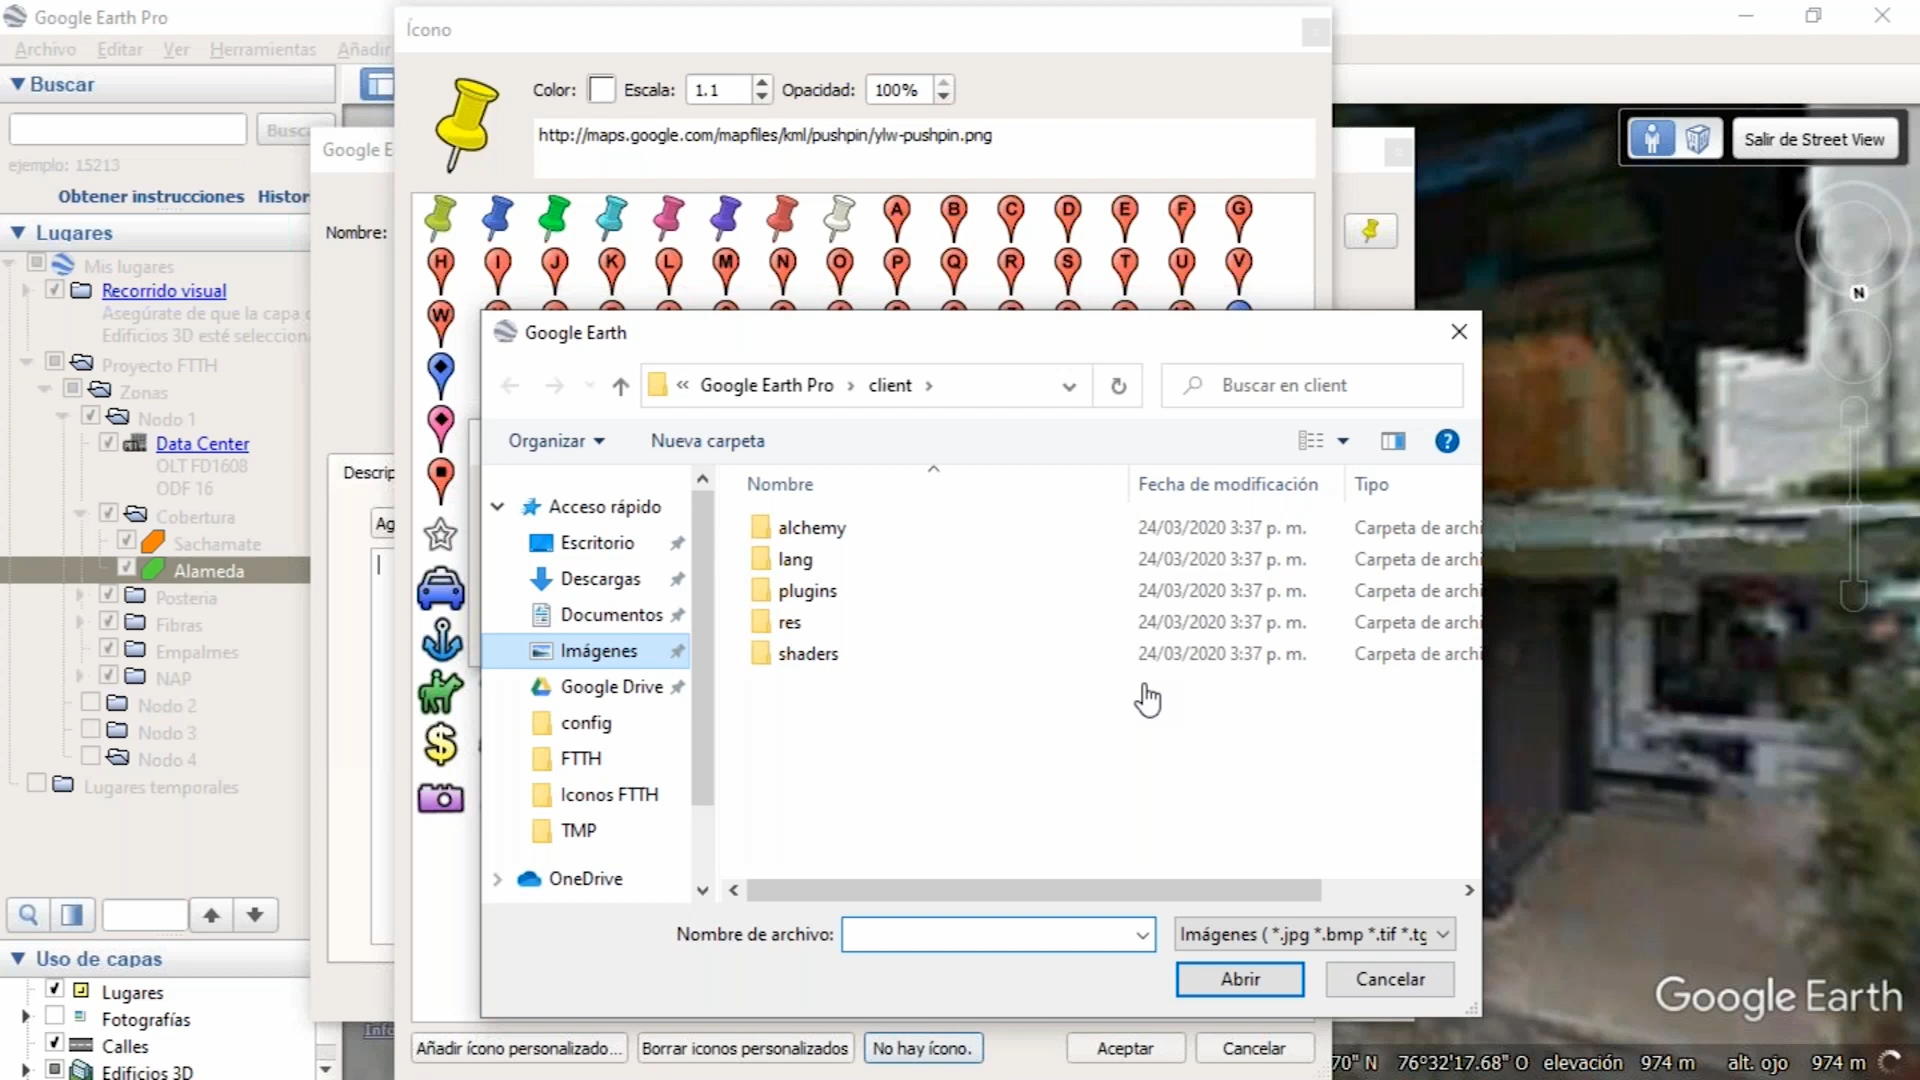 Google Earth Pro
Archivo Editar Ver Herramientas Añadir
Buscar
ejemplo: 15213
Obtener instrucciones Histor
Lugares
Mis lugares
Recorrido visual
Asegúrate de que la capa
Edificios 3D esté seleccion
Proyecto FTTH
Zonas
Nodo 1
Data Center
OLT FD1608
ODF 16
Cobertura
Sachamate
Alameda
Posteria
Fibras
Empalmes
NAP
Nodo 2
Nodo 3
Nodo 4
Lugares temporales
Uso de capas
Lugares
Fotografías
Calles
Edificios 3D
Google E
Nombre:
Descrip
Ag
Ícono
Color: Escala: 1.1 Opacidad: 100%
http://maps.google.com/mapfiles/kml/pushpin/ylw-pushpin.png
A B C D E F G
H I J K L M N O P Q R S T U V
W
Google Earth
« Google Earth Pro > client >
Buscar en client
Organizar Nueva carpeta
Acceso rápido
Escritorio
Descargas
Documentos
Imágenes
Google Drive
config
FTTH
Iconos FTTH
TMP
OneDrive
Nombre Fecha de modificación Tipo
alchemy 24/03/2020 3:37 p. m. Carpeta de archi
lang 24/03/2020 3:37 p. m. Carpeta de archi
plugins 24/03/2020 3:37 p. m. Carpeta de archi
res 24/03/2020 3:37 p. m. Carpeta de archi
shaders 24/03/2020 3:37 p. m. Carpeta de archi
Nombre de archivo: Imágenes ( *.jpg *.bmp *.tif *.tg
Abrir Cancelar
Añadir ícono personalizado... Borrar iconos personalizados No hay ícono. Aceptar Cancelar
Salir de Street View
N
Google Earth
70" N 76°32'17.68" O elevación 974 m alt. ojo 974 m